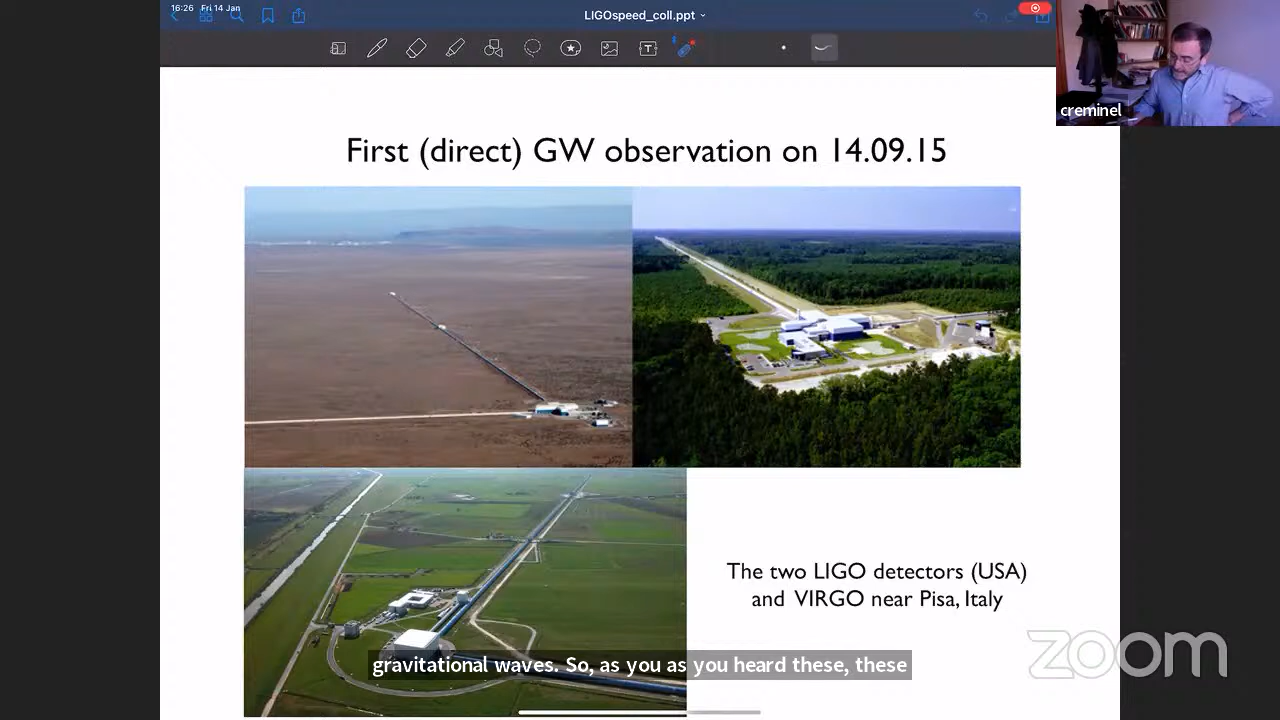 16:26 Fri 14 Jan
LIGOspeed_coll.ppt
creminel
First (direct) GW observation on 14.09.15
The two LIGO detectors (USA)
and VIRGO near Pisa, Italy
gravitational waves. So, as you as you heard these, these
zoom